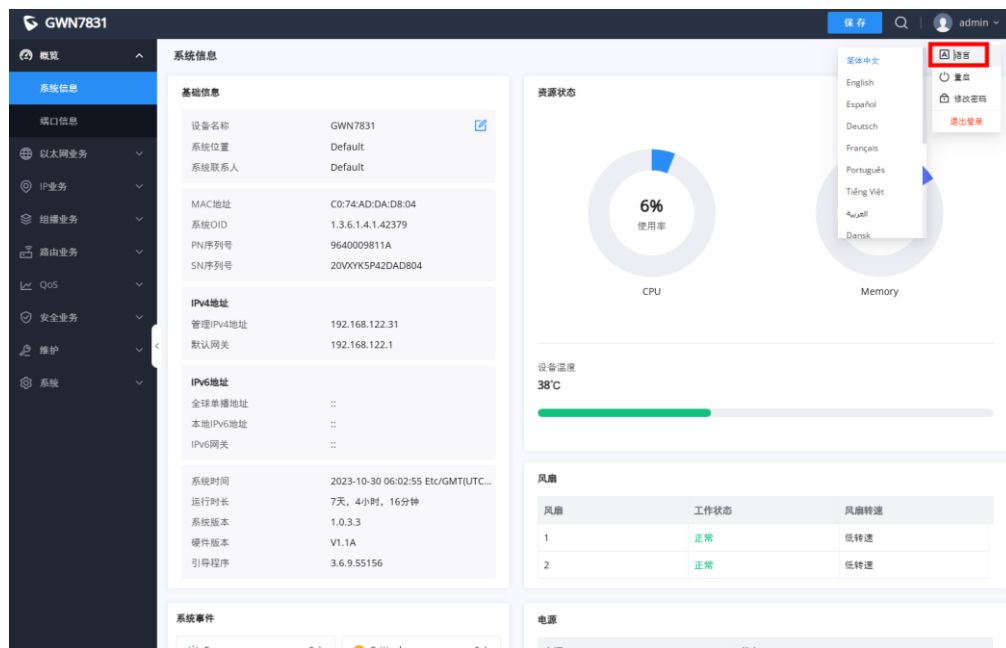 GWN7831
保存
admin
概览
系统信息
端口信息
以太网业务
IP业务
组播业务
路由业务
QoS
安全业务
维护
系统
系统信息
语言
重启
修改密码
退出登录
简体中文
English
Español
Deutsch
Français
Português
Tiếng Việt
العربية
Dansk
基础信息
设备名称 GWN7831
系统位置 Default
系统联系人 Default
MAC地址 C0:74:AD:DA:D8:04
系统OID 1.3.6.1.4.1.42379
PN序列号 9640009811A
SN序列号 20VXYK5P42DAD804
IPv4地址
管理IPv4地址 192.168.122.31
默认网关 192.168.122.1
IPv6地址
全球单播地址 ::
本地IPv6地址 ::
IPv6网关 ::
系统时间 2023-10-30 06:02:55 Etc/GMT(UTC...
运行时长 7天，4小时，16分钟
系统版本 1.0.3.3
硬件版本 V1.1A
引导程序 3.6.9.55156
系统事件
资源状态
6%
使用率
CPU
Memory
设备温度
38℃
风扇
风扇 工作状态 风扇转速
1 正常 低转速
2 正常 低转速
电源